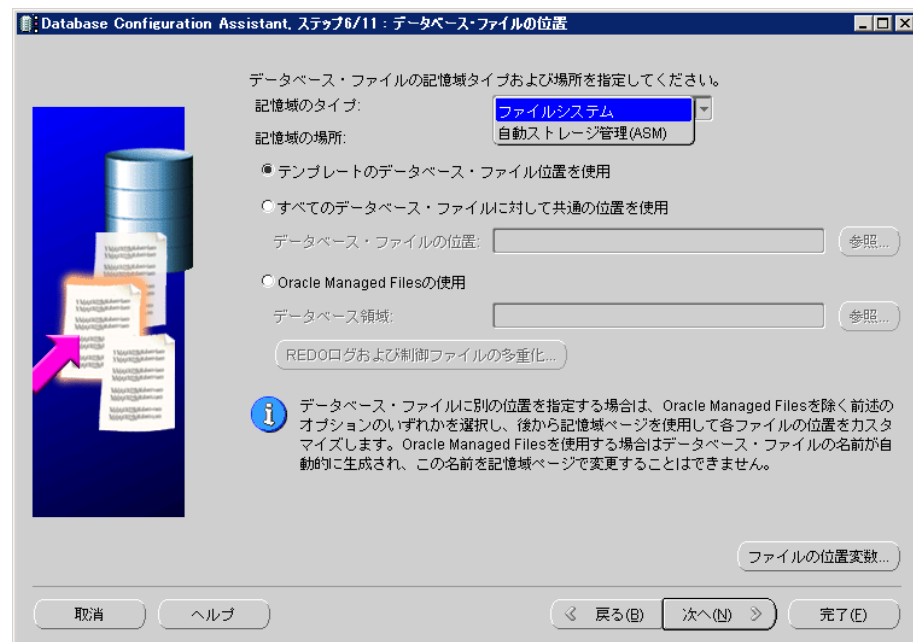 Database Configuration Assistant, ステップ6/11 : データベース・ファイルの位置
データベース・ファイルの記憶域タイプおよび場所を指定してください。
記憶域のタイプ:
ファイルシステム
自動ストレージ管理(ASM)
記憶域の場所:
テンプレートのデータベース・ファイル位置を使用
すべてのデータベース・ファイルに対して共通の位置を使用
データベース・ファイルの位置:
参照...
Oracle Managed Filesの使用
データベース領域:
参照...
REDOログおよび制御ファイルの多重化...
データベース・ファイルに別の位置を指定する場合は、Oracle Managed Filesを除く前述の
オプションのいずれかを選択し、後から記憶域ページを使用して各ファイルの位置をカスタ
マイズします。Oracle Managed Filesを使用する場合はデータベース・ファイルの名前が自
動的に生成され、この名前を記憶域ページで変更することはできません。
ファイルの位置変数...
取消
ヘルプ
戻る(B)
次へ(N)
完了(F)